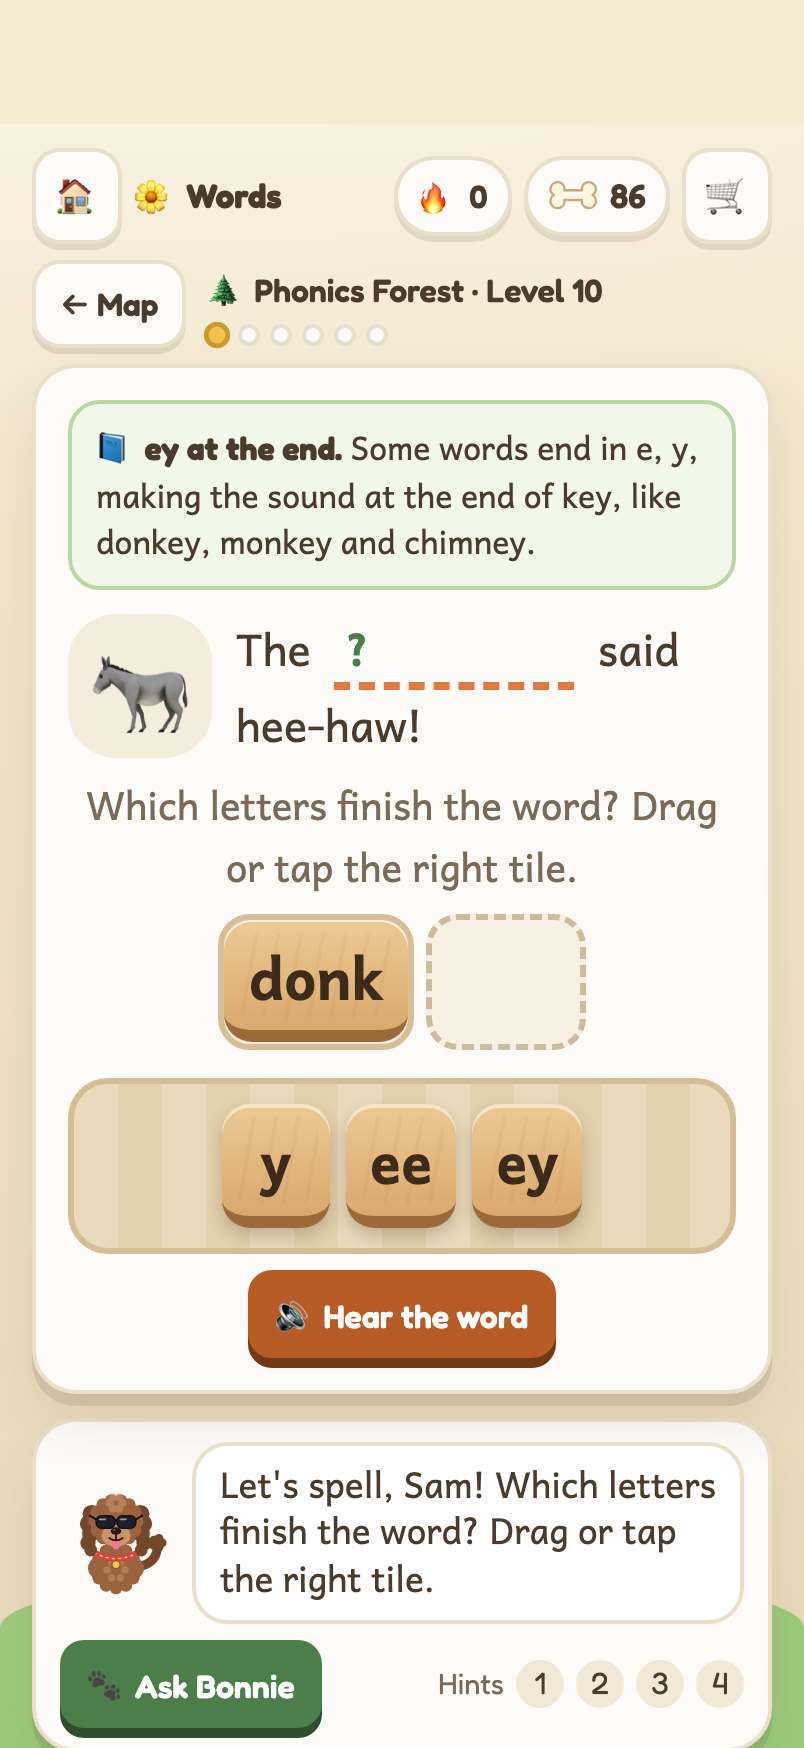 Words
0
86
← Map
Phonics Forest · Level 10
ey at the end. Some words end in e, y,
making the sound at the end of key, like
donkey, monkey and chimney.
The ? said
hee-haw!
Which letters finish the word? Drag
or tap the right tile.
donk
y ee ey
Hear the word
Let's spell, Sam! Which letters
finish the word? Drag or tap
the right tile.
Ask Bonnie
Hints 1 2 3 4